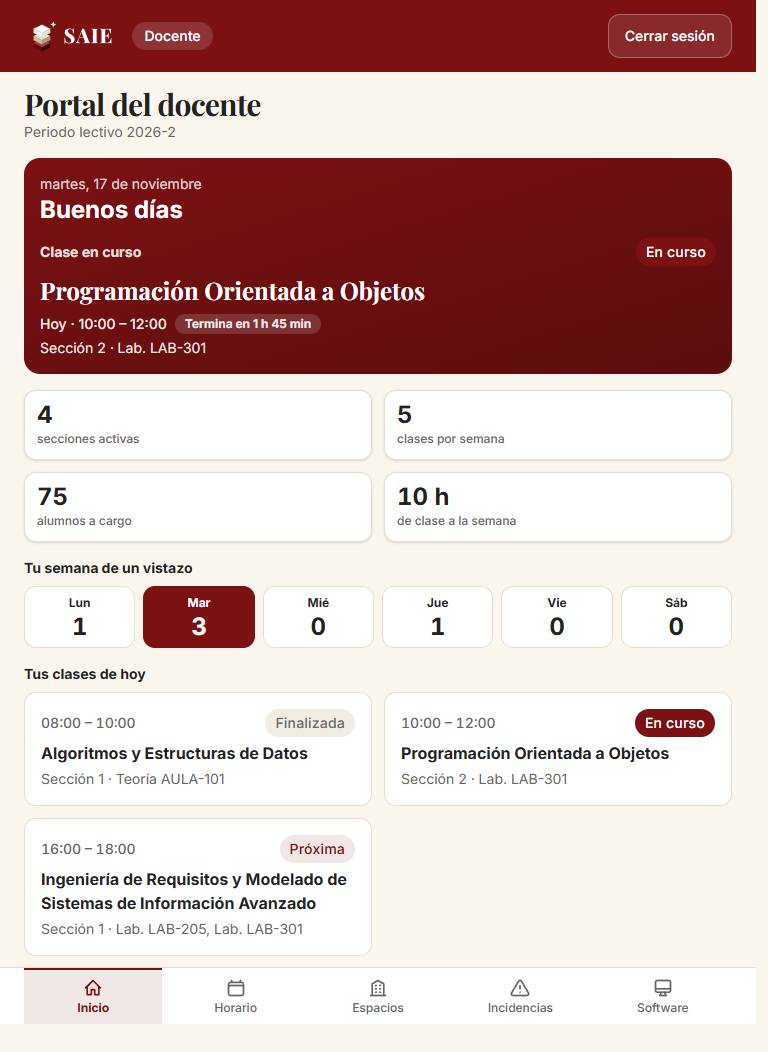 SAIE
Docente
Cerrar sesión
Portal del docente
Periodo lectivo 2026-2
martes, 17 de noviembre
Buenos días
Clase en curso
En curso
Programación Orientada a Objetos
Hoy · 10:00 – 12:00 Termina en 1 h 45 min
Sección 2 · Lab. LAB-301
4
secciones activas
5
clases por semana
75
alumnos a cargo
10 h
de clase a la semana
Tu semana de un vistazo
Lun
1
Mar
3
Mié
0
Jue
1
Vie
0
Sáb
0
Tus clases de hoy
08:00 – 10:00
Finalizada
Algoritmos y Estructuras de Datos
Sección 1 · Teoría AULA-101
10:00 – 12:00
En curso
Programación Orientada a Objetos
Sección 2 · Lab. LAB-301
16:00 – 18:00
Próxima
Ingeniería de Requisitos y Modelado de
Sistemas de Información Avanzado
Sección 1 · Lab. LAB-205, Lab. LAB-301
Inicio
Horario
Espacios
Incidencias
Software